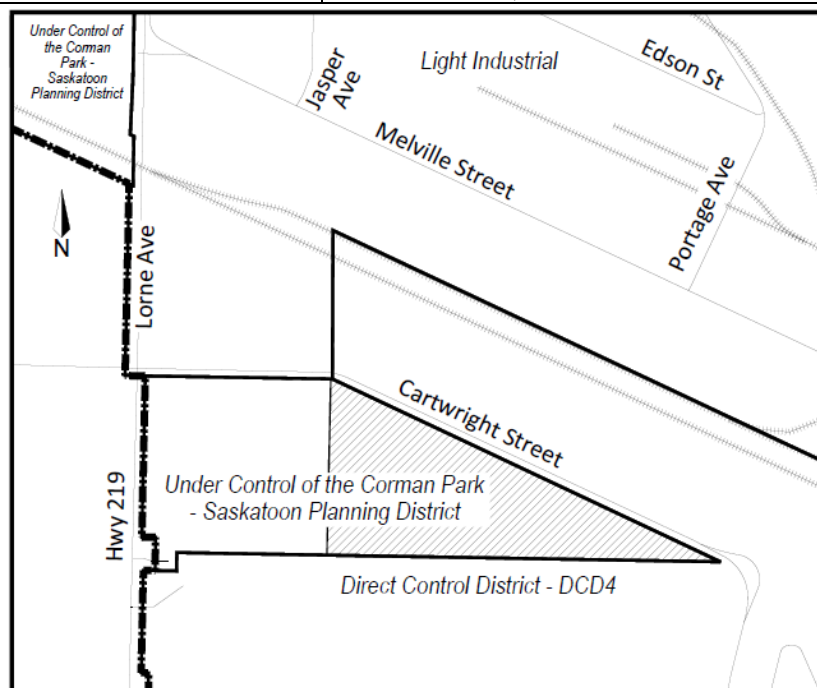 Under Control of
the Corman
Park -
Saskatoon
Planning District
Light Industrial
Edson St
Jasper
Ave
Melville Street
Portage Ave
N
Lorne Ave
Cartwright Street
Under Control of the Corman Park
- Saskatoon Planning District
Hwy 219
Direct Control District - DCD4